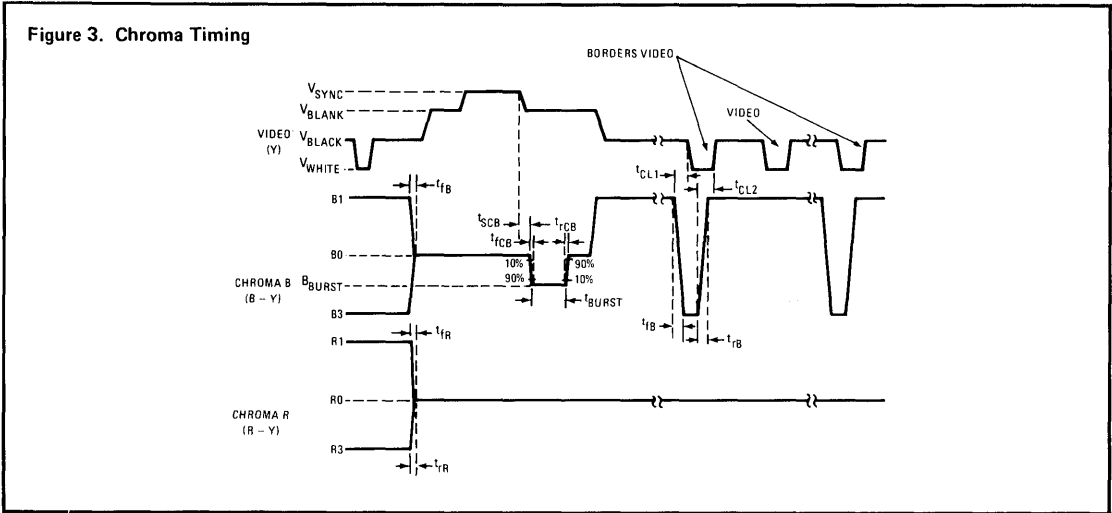 Figure 3. Chroma Timing
BORDERS VIDEO
VIDEO
VIDEO
(Y)
VSYNC
VBLANK
VBLACK
VWHITE
tCL1
tCL2
tfB
B1
tSCB
trCB
tfCB
B0
10%
90%
90%
10%
CHROMA B
(B – Y)
BBURST
tBURST
B3
tfB
trB
tfR
R1
R0
CHROMA R
(R – Y)
R3
trR